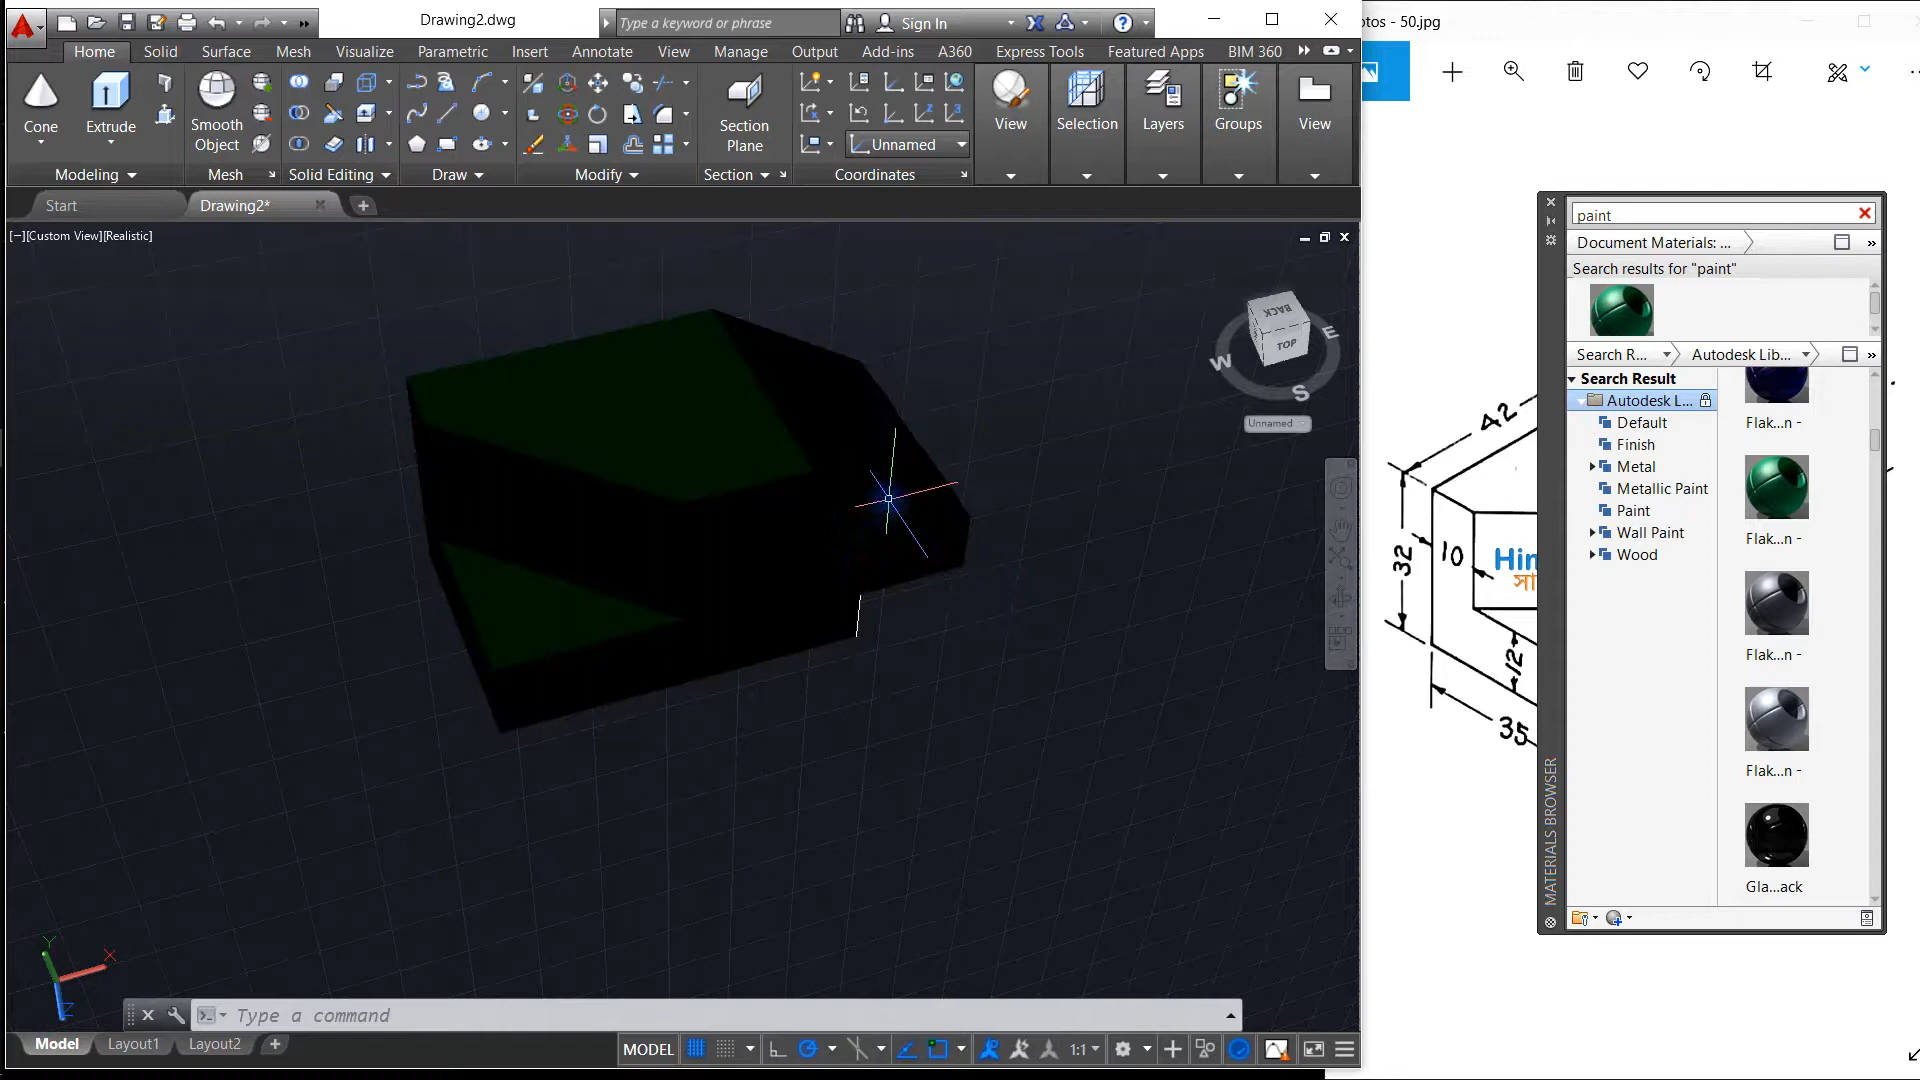 Drawing2.dwg
Type a keyword or phrase
Sign In
otos - 50.jpg
Home Solid Surface Mesh Visualize Parametric Insert Annotate View Manage Output Add-ins A360 Express Tools Featured Apps BIM 360
Cone
Extrude
Smooth
Object
Section
Plane
Unnamed
View
Selection
Layers
Groups
View
Modeling
Mesh
Solid Editing
Draw
Modify
Section
Coordinates
Start
Drawing2*
[−][Custom View][Realistic]
BACK
TOP
W
E
S
Unnamed
paint
Document Materials: ...
Search results for "paint"
Search R...
Autodesk Lib...
Search Result
Autodesk L...
Default
Finish
Metal
Metallic Paint
Paint
Wall Paint
Wood
Flak...n -
Flak...n -
Flak...n -
Flak...n -
Gla...ack
MATERIALS BROWSER
42
32
10
Hin
সা
12
35
Y
X
Z
Type a command
Model
Layout1
Layout2
MODEL
1:1